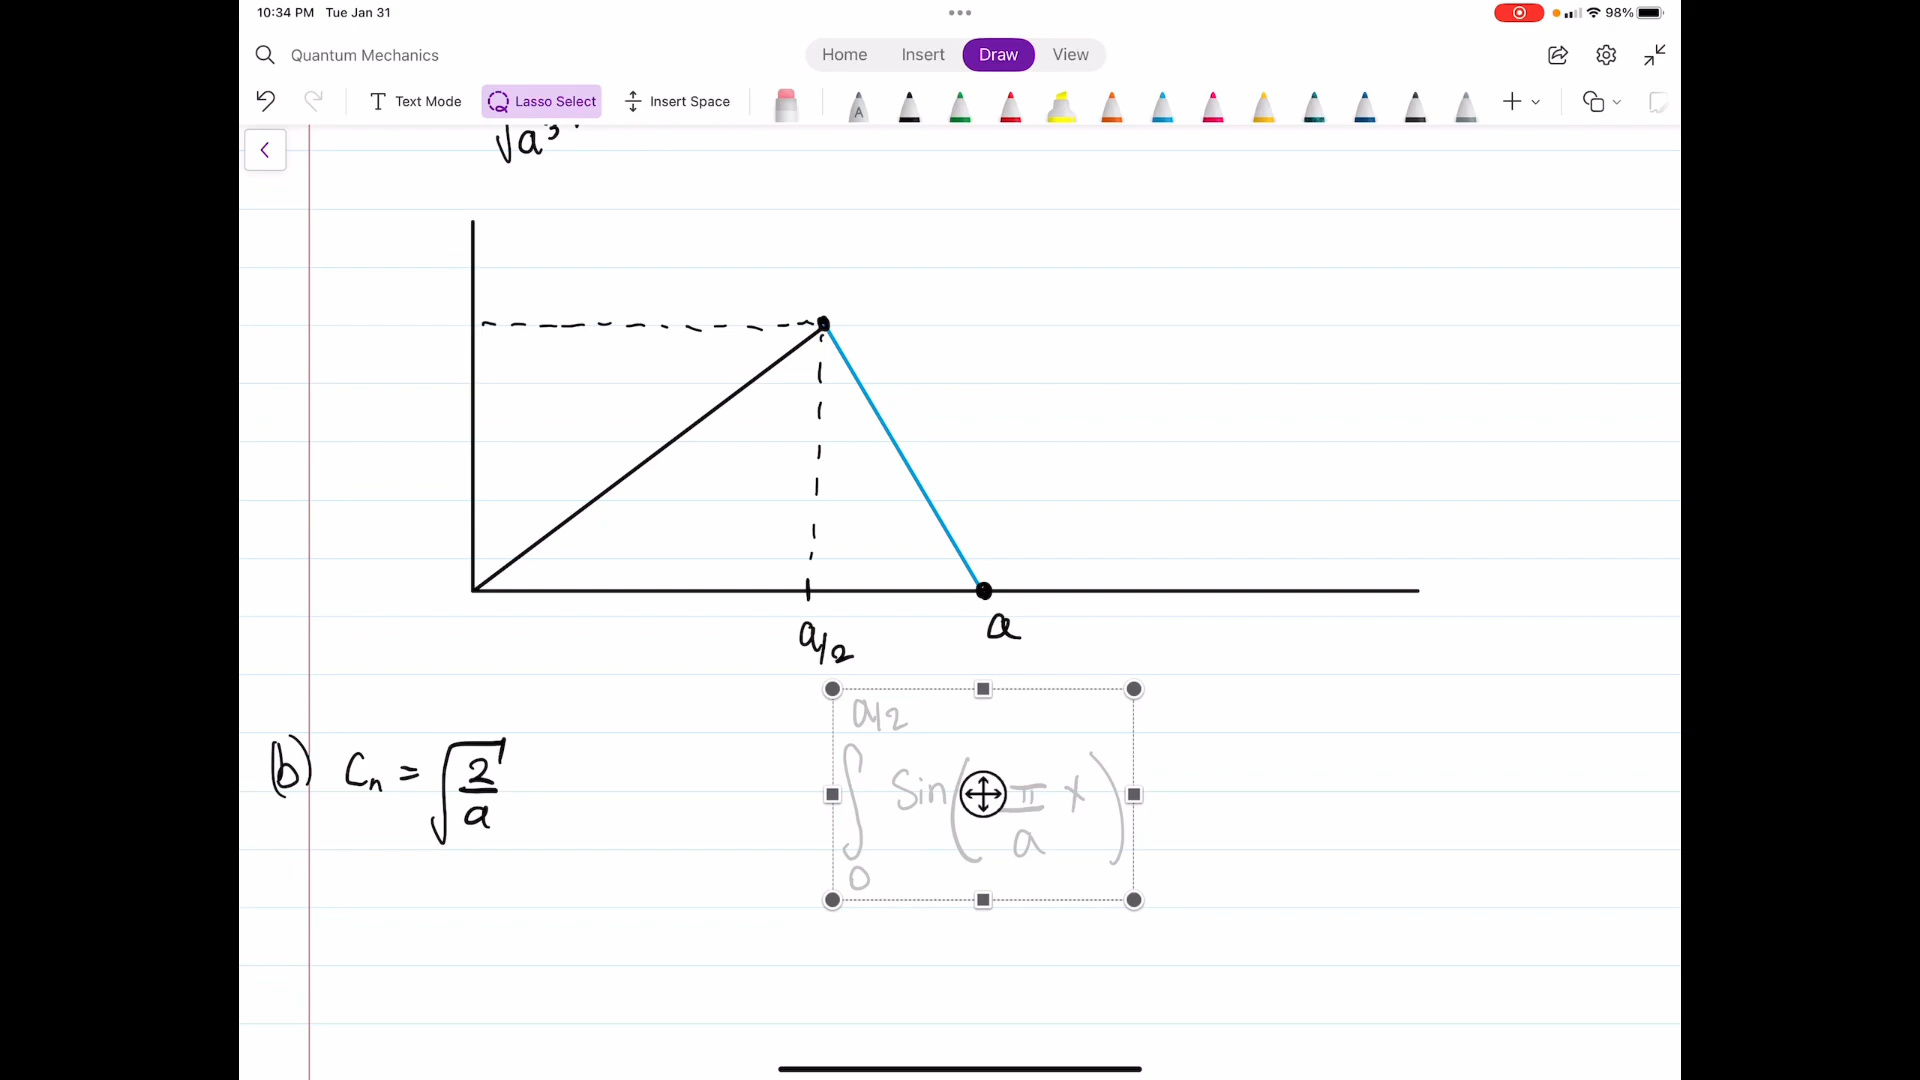 10:34 PM Tue Jan 31 98%
Quantum Mechanics Home Insert Draw View
Text Mode Lasso Select Insert Space A
√a³
a/2 a
a/2
(b) Cn = √2/a ∫ Sin( π/a x )
0